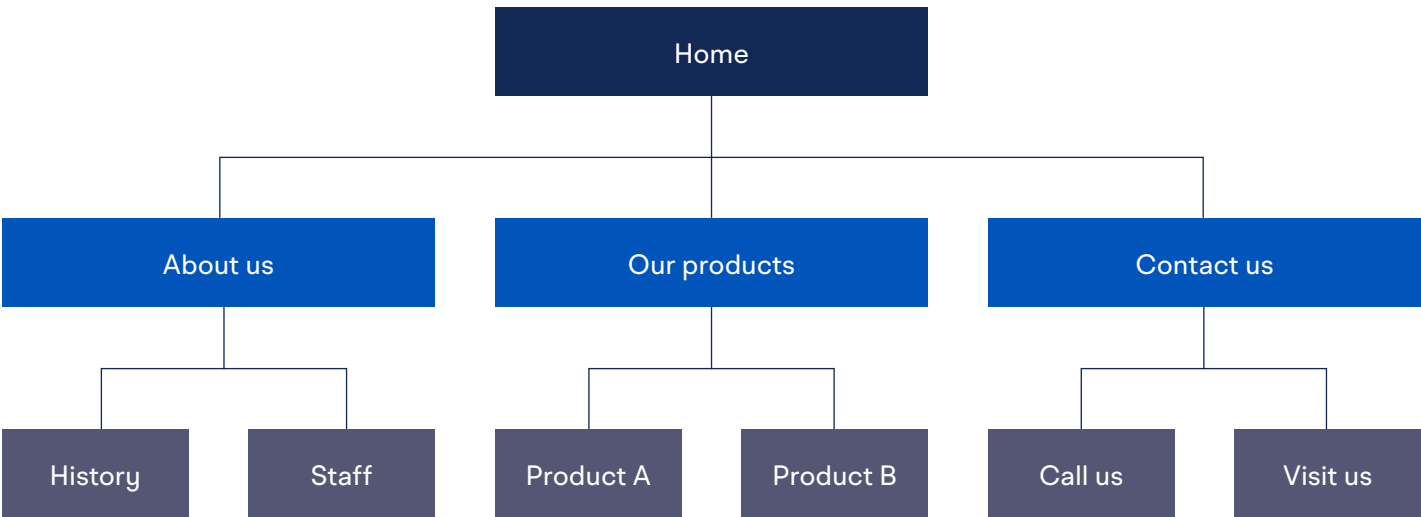 Home
About us
Our products
Contact us
History
Staff
Product A
Product B
Call us
Visit us